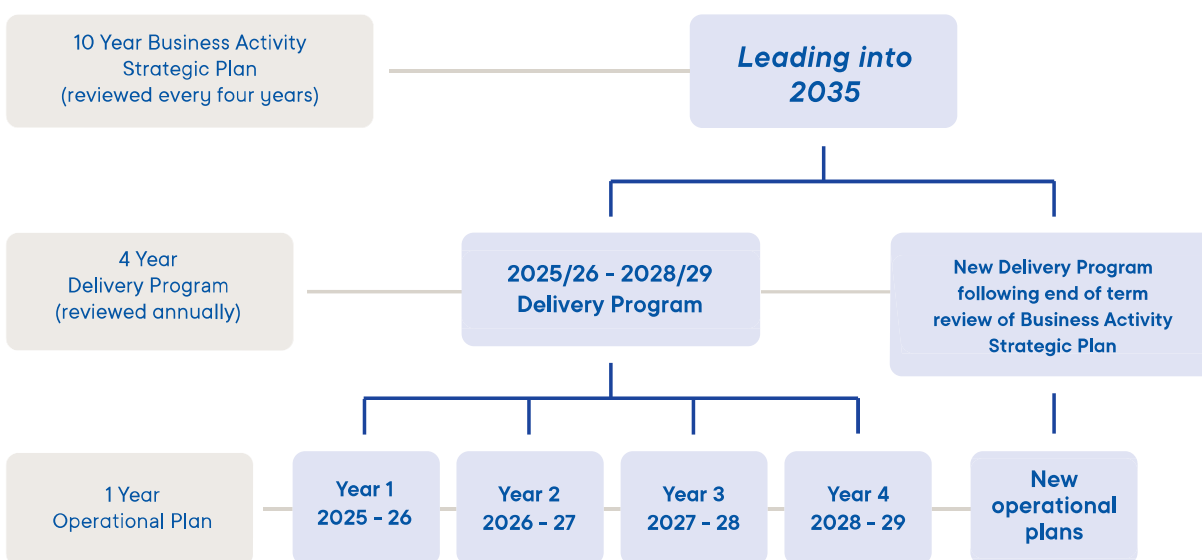 10 Year Business Activity
Strategic Plan
(reviewed every four years)
Leading into
2035
4 Year
Delivery Program
(reviewed annually)
2025/26 - 2028/29
Delivery Program
New Delivery Program
following end of term
review of Business Activity
Strategic Plan
1 Year
Operational Plan
Year 1
2025 - 26
Year 2
2026 - 27
Year 3
2027 - 28
Year 4
2028 - 29
New
operational
plans